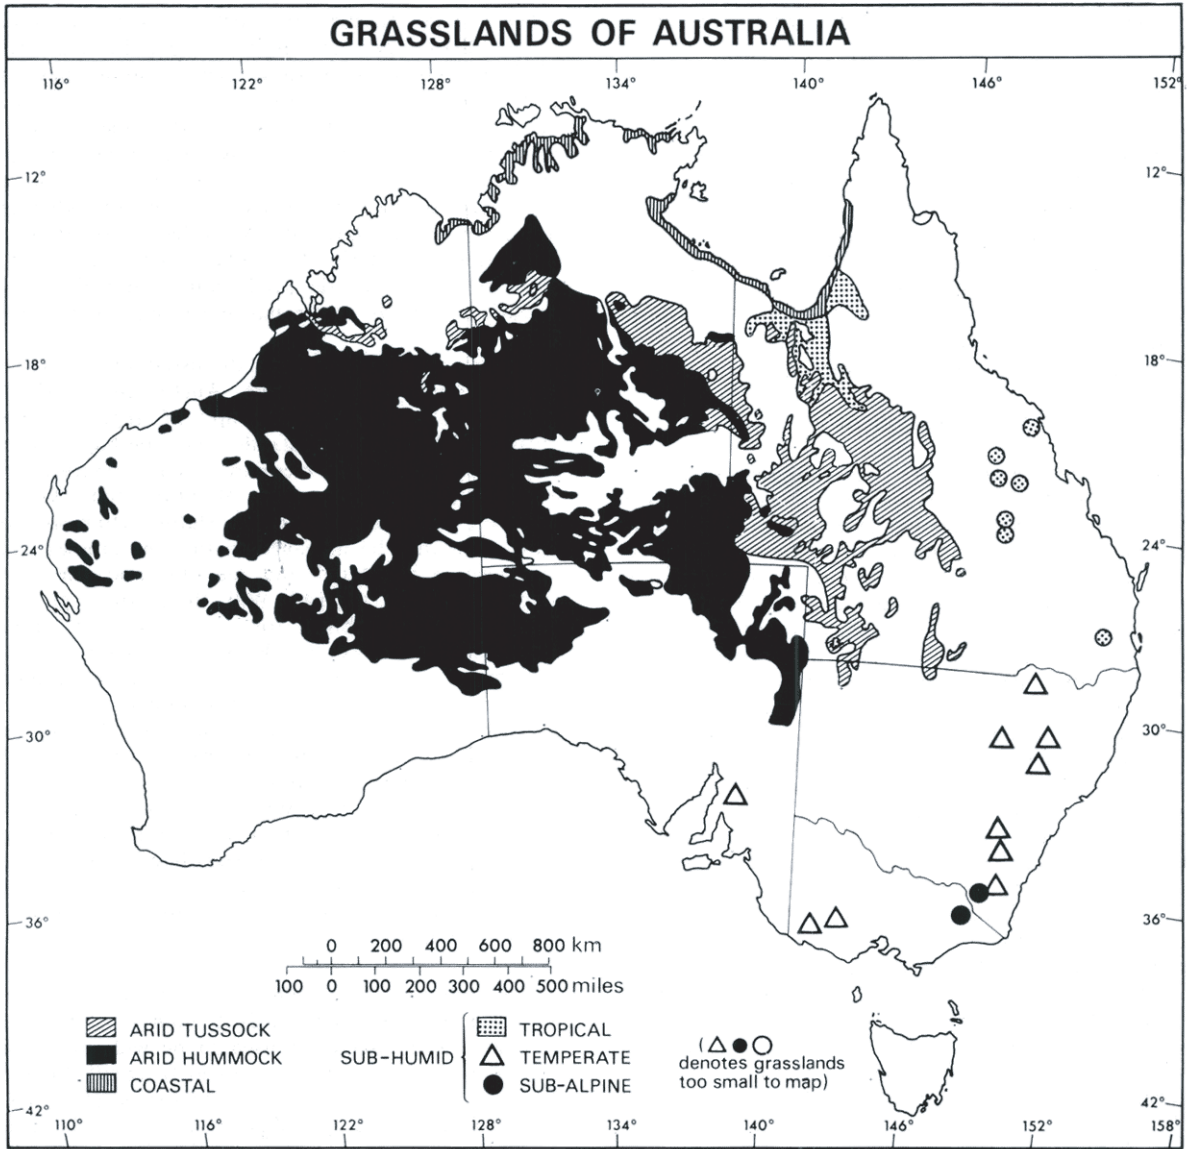 GRASSLANDS OF AUSTRALIA
116° 122° 128° 134° 140° 146° 152°
12° 12°
18° 18°
24° 24°
30° 30°
36° 36°
0 200 400 600 800 km
100 0 100 200 300 400 500 miles
ARID TUSSOCK
ARID HUMMOCK
COASTAL
SUB-HUMID
TROPICAL
TEMPERATE
SUB-ALPINE
(
denotes grasslands
too small to map)
42° 42°
110° 116° 122° 128° 134° 140° 146° 152° 158°